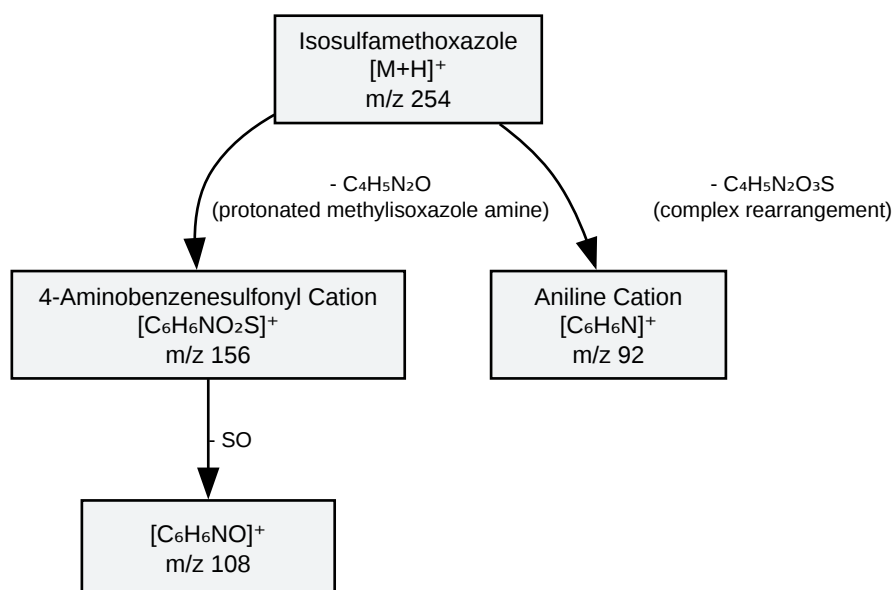 Isosulfamethoxazole
[M+H]⁺
m/z 254
- C₄H₅N₂O
(protonated methylisoxazole amine)
- C₄H₅N₂O₃S
(complex rearrangement)
4-Aminobenzenesulfonyl Cation
[C₆H₆NO₂S]⁺
m/z 156
Aniline Cation
[C₆H₆N]⁺
m/z 92
- SO
[C₆H₆NO]⁺
m/z 108